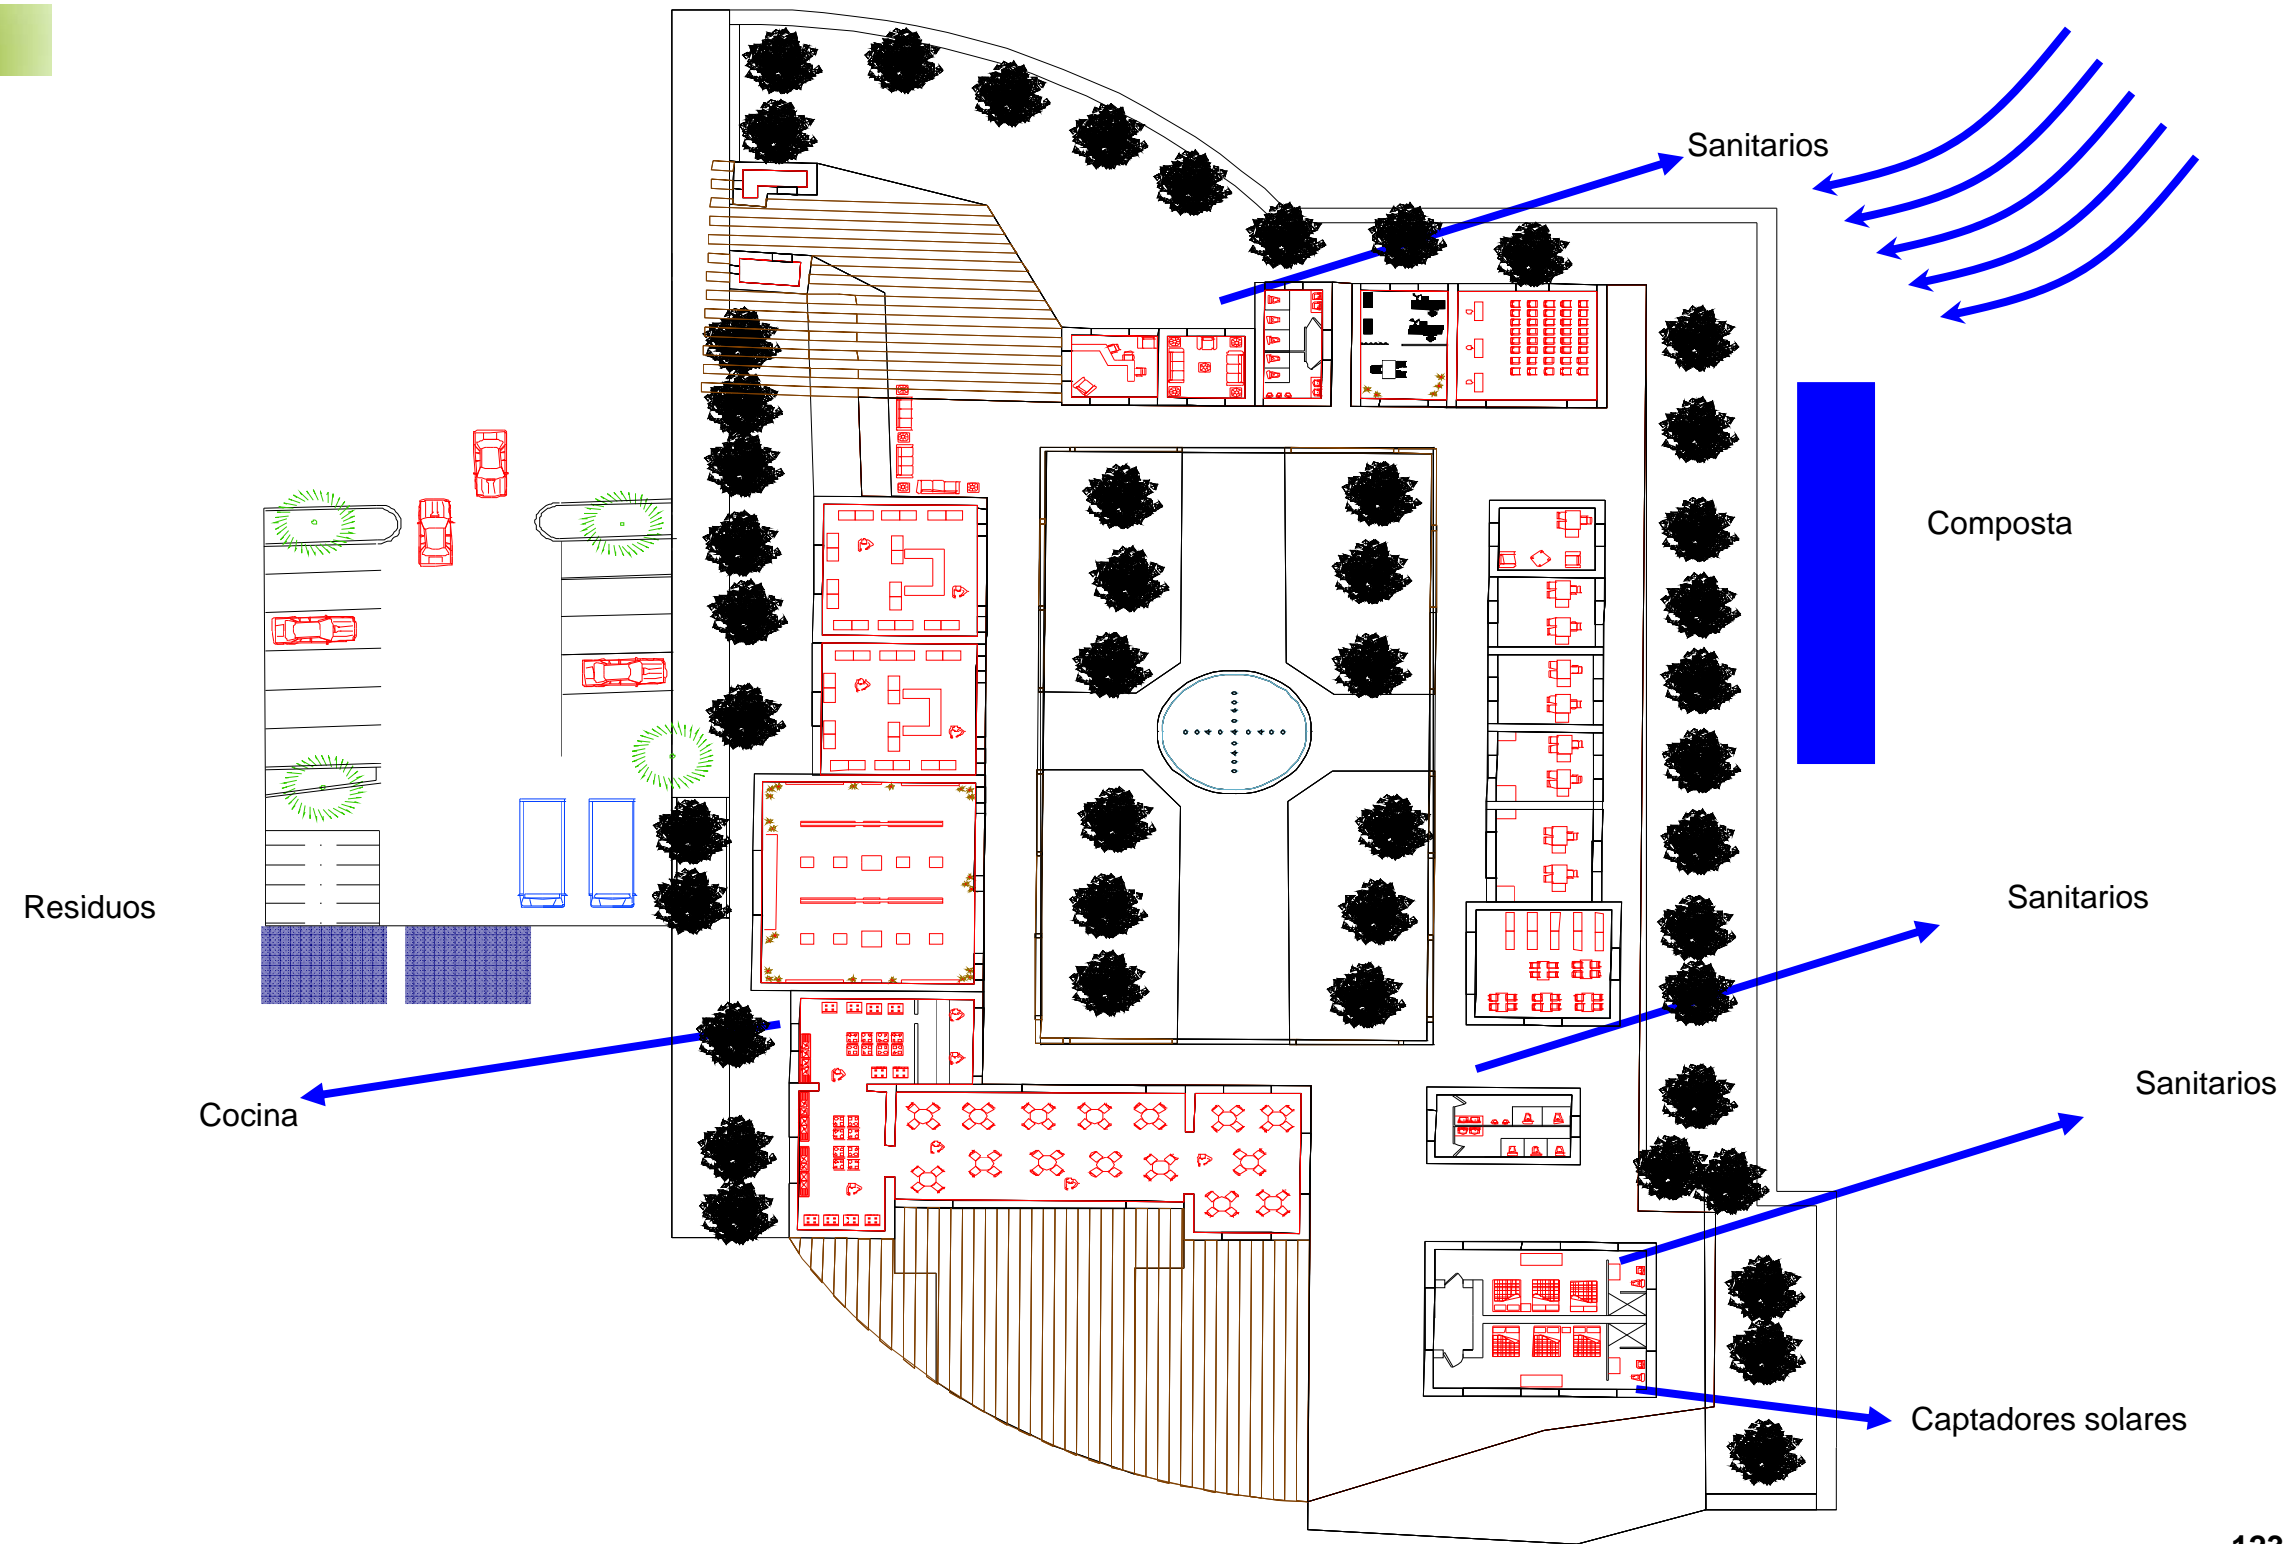 Sanitarios
Composta
Residuos
Sanitarios
Sanitarios
Cocina
Captadores solares